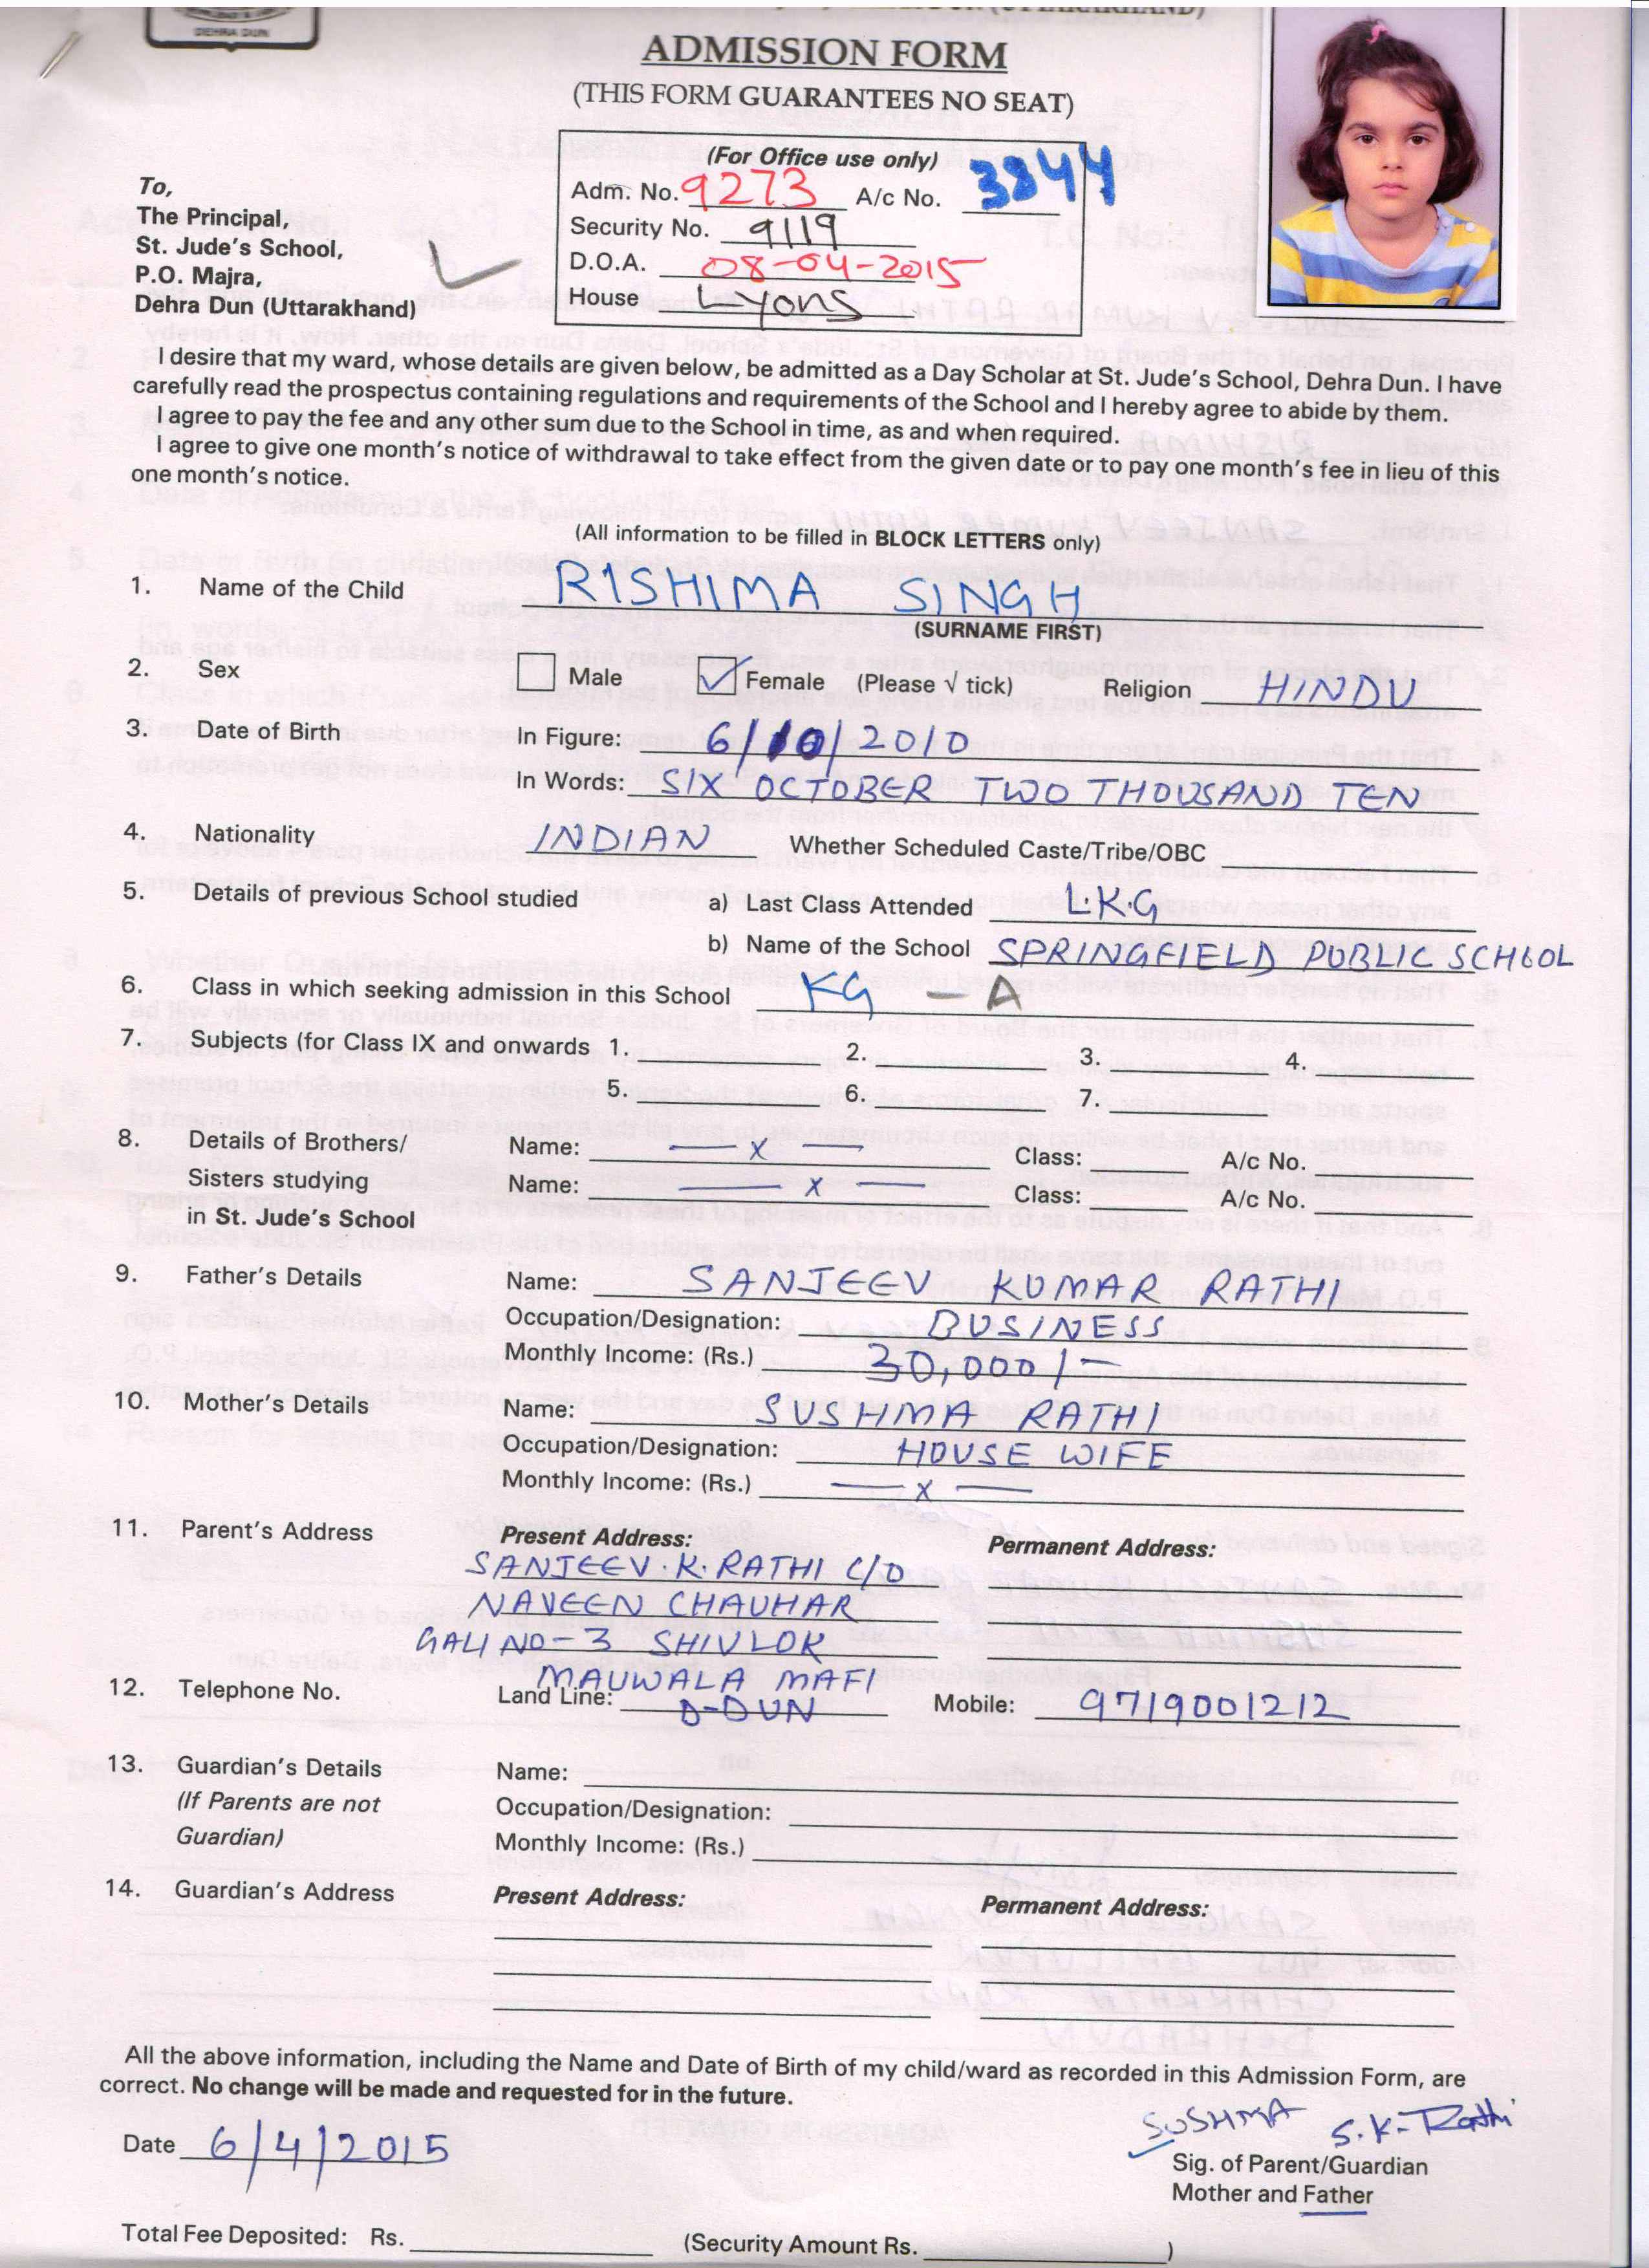 DEHRA DUN
ADMISSION FORM
(THIS FORM GUARANTEES NO SEAT)
(For Office use only)
Adm. No. 9273 A/c No. 3844
Security No. 9119
D.O.A. 08-04-2015
House Lyons
To,
The Principal,
St. Jude's School,
P.O. Majra,
Dehra Dun (Uttarakhand)
I desire that my ward, whose details are given below, be admitted as a Day Scholar at St. Jude's School, Dehra Dun. I have
carefully read the prospectus containing regulations and requirements of the School and I hereby agree to abide by them.
I agree to pay the fee and any other sum due to the School in time, as and when required.
I agree to give one month's notice of withdrawal to take effect from the given date or to pay one month's fee in lieu of this
one month's notice.
(All information to be filled in BLOCK LETTERS only)
1. Name of the Child RISHIMA SINGH
(SURNAME FIRST)
2. Sex Male Female (Please √ tick) Religion HINDU
3. Date of Birth In Figure: 6/10/2010
In Words: SIX OCTOBER TWO THOUSAND TEN
4. Nationality INDIAN Whether Scheduled Caste/Tribe/OBC
5. Details of previous School studied a) Last Class Attended L.K.G
b) Name of the School SPRINGFIELD PUBLIC SCHOOL
6. Class in which seeking admission in this School KG - A
7. Subjects (for Class IX and onwards 1. 2. 3. 4.
5. 6. 7.
8. Details of Brothers/ Name: — x — Class: A/c No.
Sisters studying Name: — x — Class: A/c No.
in St. Jude's School
9. Father's Details Name: SANJEEV KUMAR RATHI
Occupation/Designation: BUSINESS
Monthly Income: (Rs.) 30,000/-
10. Mother's Details Name: SUSHMA RATHI
Occupation/Designation: HOUSE WIFE
Monthly Income: (Rs.) — x —
11. Parent's Address Present Address: Permanent Address:
SANJEEV.K.RATHI C/O
NAVEEN CHAUHAR
GALI NO-3 SHIVLOK
MAUWALA MAFI
12. Telephone No. Land Line: D-DUN Mobile: 9719001212
13. Guardian's Details Name:
(If Parents are not Occupation/Designation:
Guardian) Monthly Income: (Rs.)
14. Guardian's Address Present Address: Permanent Address:
All the above information, including the Name and Date of Birth of my child/ward as recorded in this Admission Form, are
correct. No change will be made and requested for in the future.
SUSHMA S.K. Rathi
Date 6/4/2015
Sig. of Parent/Guardian
Mother and Father
Total Fee Deposited: Rs. (Security Amount Rs. )